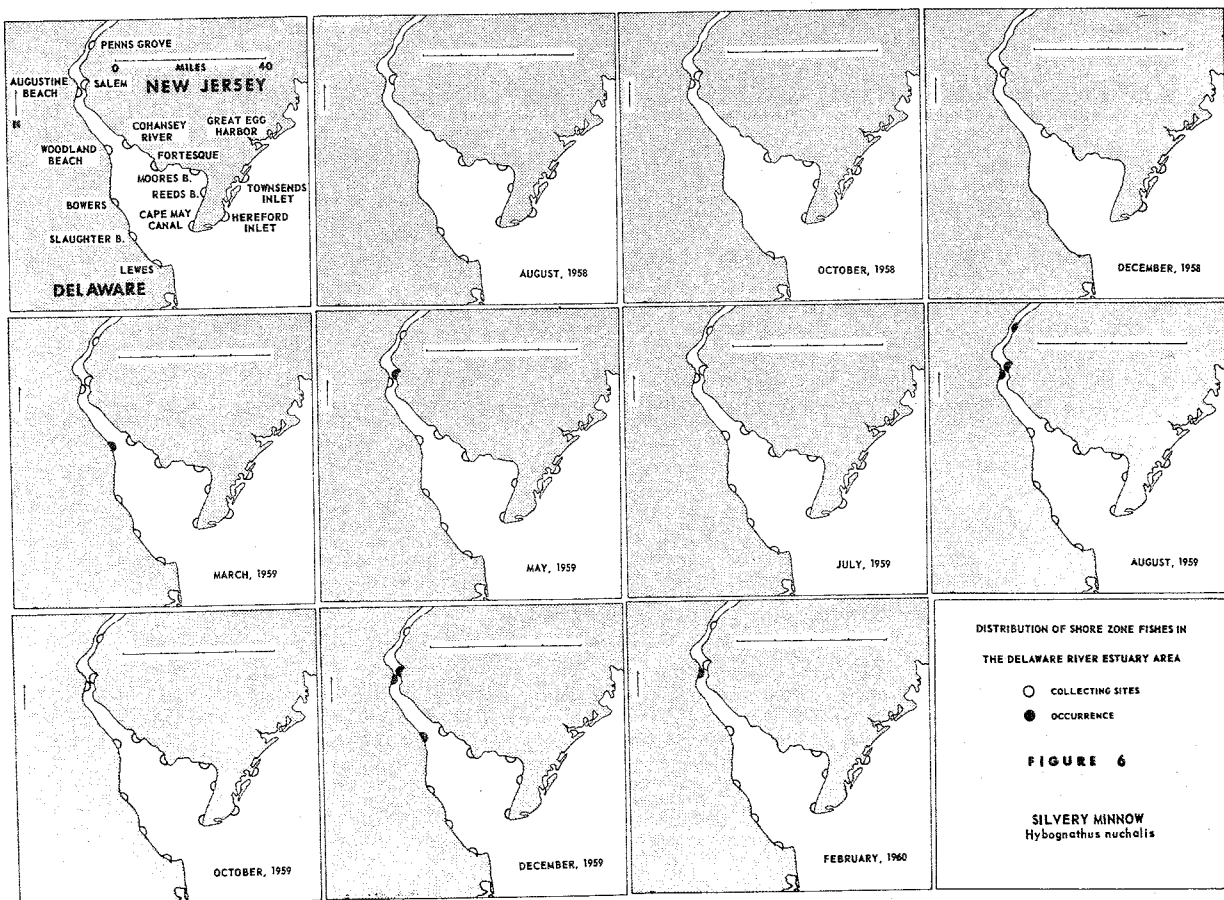 PENNS GROVE
0 MILES 40
AUGUSTINE
BEACH
SALEM
NEW JERSEY
N
COHANSEY
RIVER
GREAT EGG
HARBOR
WOODLAND
BEACH
FORTESQUE
MOORES B.
REEDS B.
TOWNSENDS
INLET
BOWERS
CAPE MAY
CANAL
HEREFORD
INLET
SLAUGHTER B.
LEWES
DELAWARE
AUGUST, 1958
OCTOBER, 1958
DECEMBER, 1958
MARCH, 1959
MAY, 1959
JULY, 1959
AUGUST, 1959
OCTOBER, 1959
DECEMBER, 1959
FEBRUARY, 1960
DISTRIBUTION OF SHORE ZONE FISHES IN
THE DELAWARE RIVER ESTUARY AREA
COLLECTING SITES
OCCURRENCE
FIGURE 6
SILVERY MINNOW
Hybognathus nuchalis